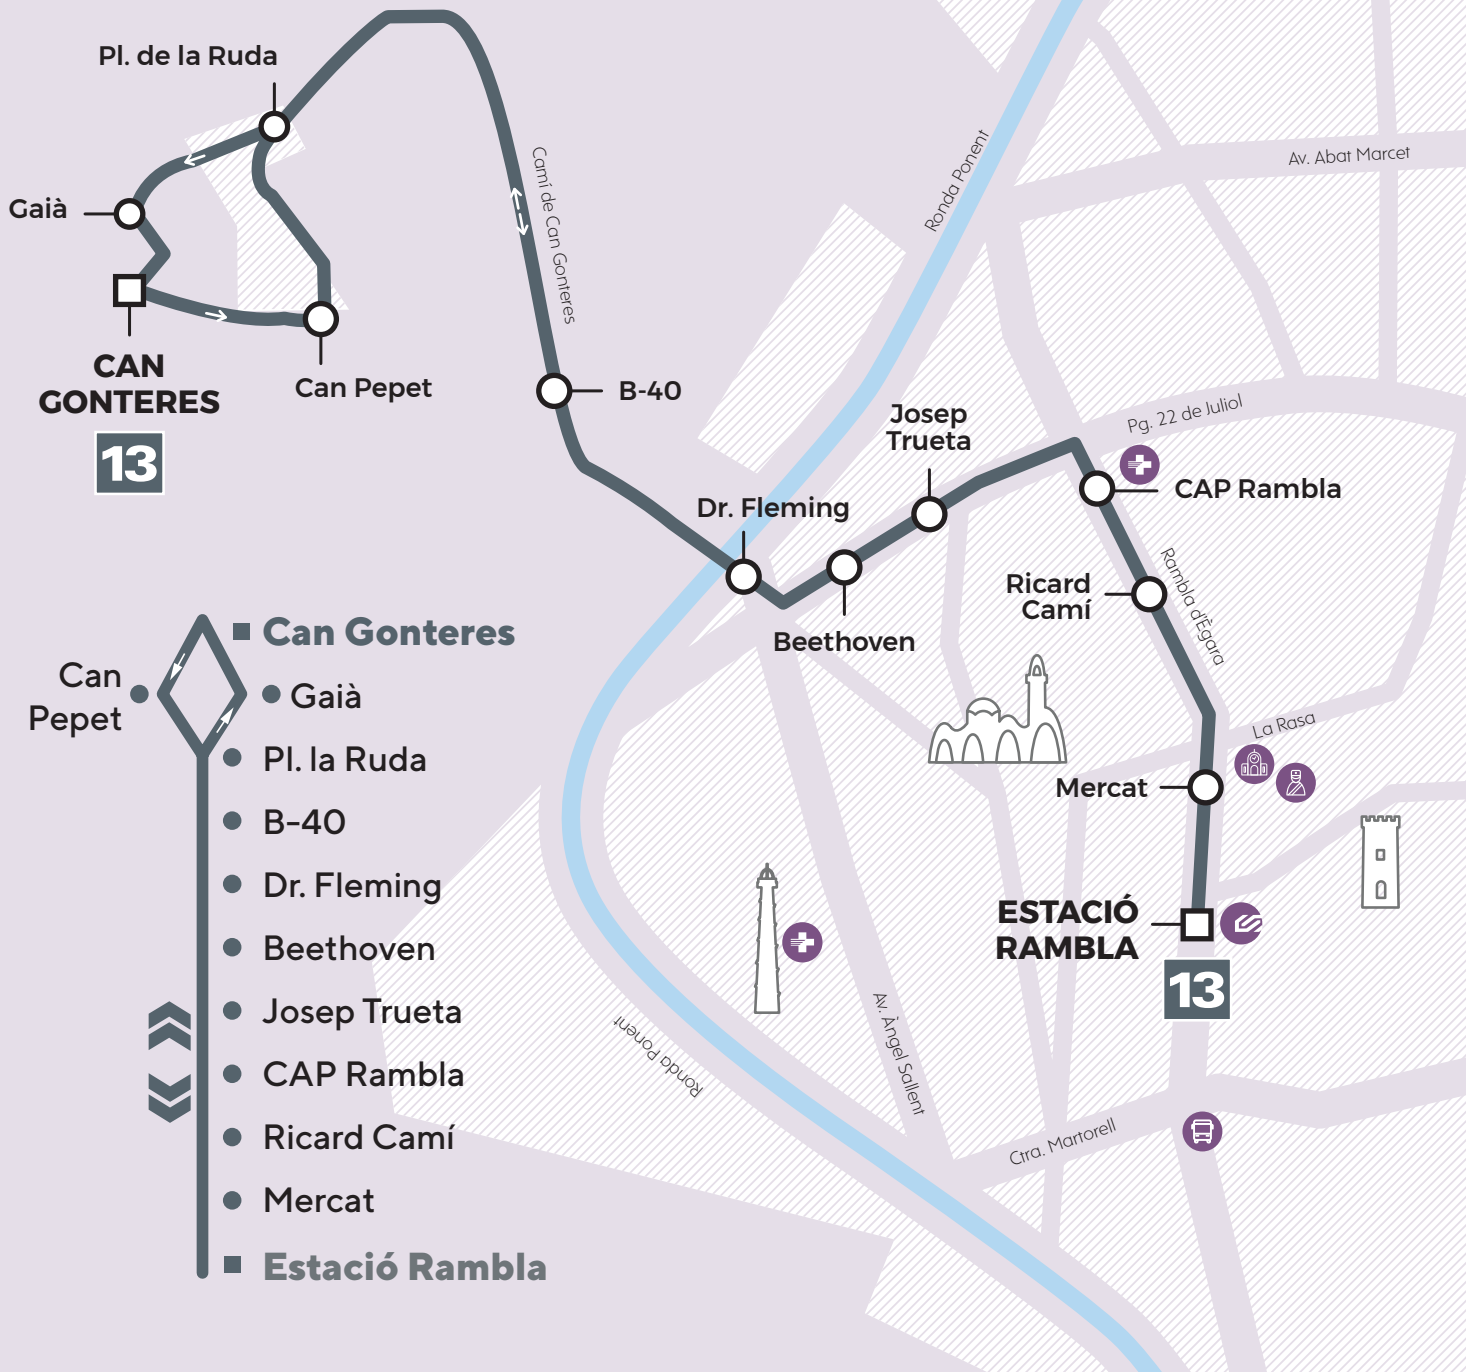 Pl. de la Ruda
Gaià
CAN
GONTERES
13
Can Pepet
Camí de Can Gonteres
B-40
Ronda Ponent
Av. Abat Marcet
Pg. 22 de Juliol
Josep
Trueta
Dr. Fleming
CAP Rambla
Ricard
Camí
Rambla d'Ègara
Beethoven
La Rasa
Mercat
ESTACIÓ
RAMBLA
13
Av. Àngel Sallent
Ronda Ponent
Ctra. Martorell
Can Gonteres
Can
Pepet
Gaià
Pl. la Ruda
B-40
Dr. Fleming
Beethoven
Josep Trueta
CAP Rambla
Ricard Camí
Mercat
Estació Rambla